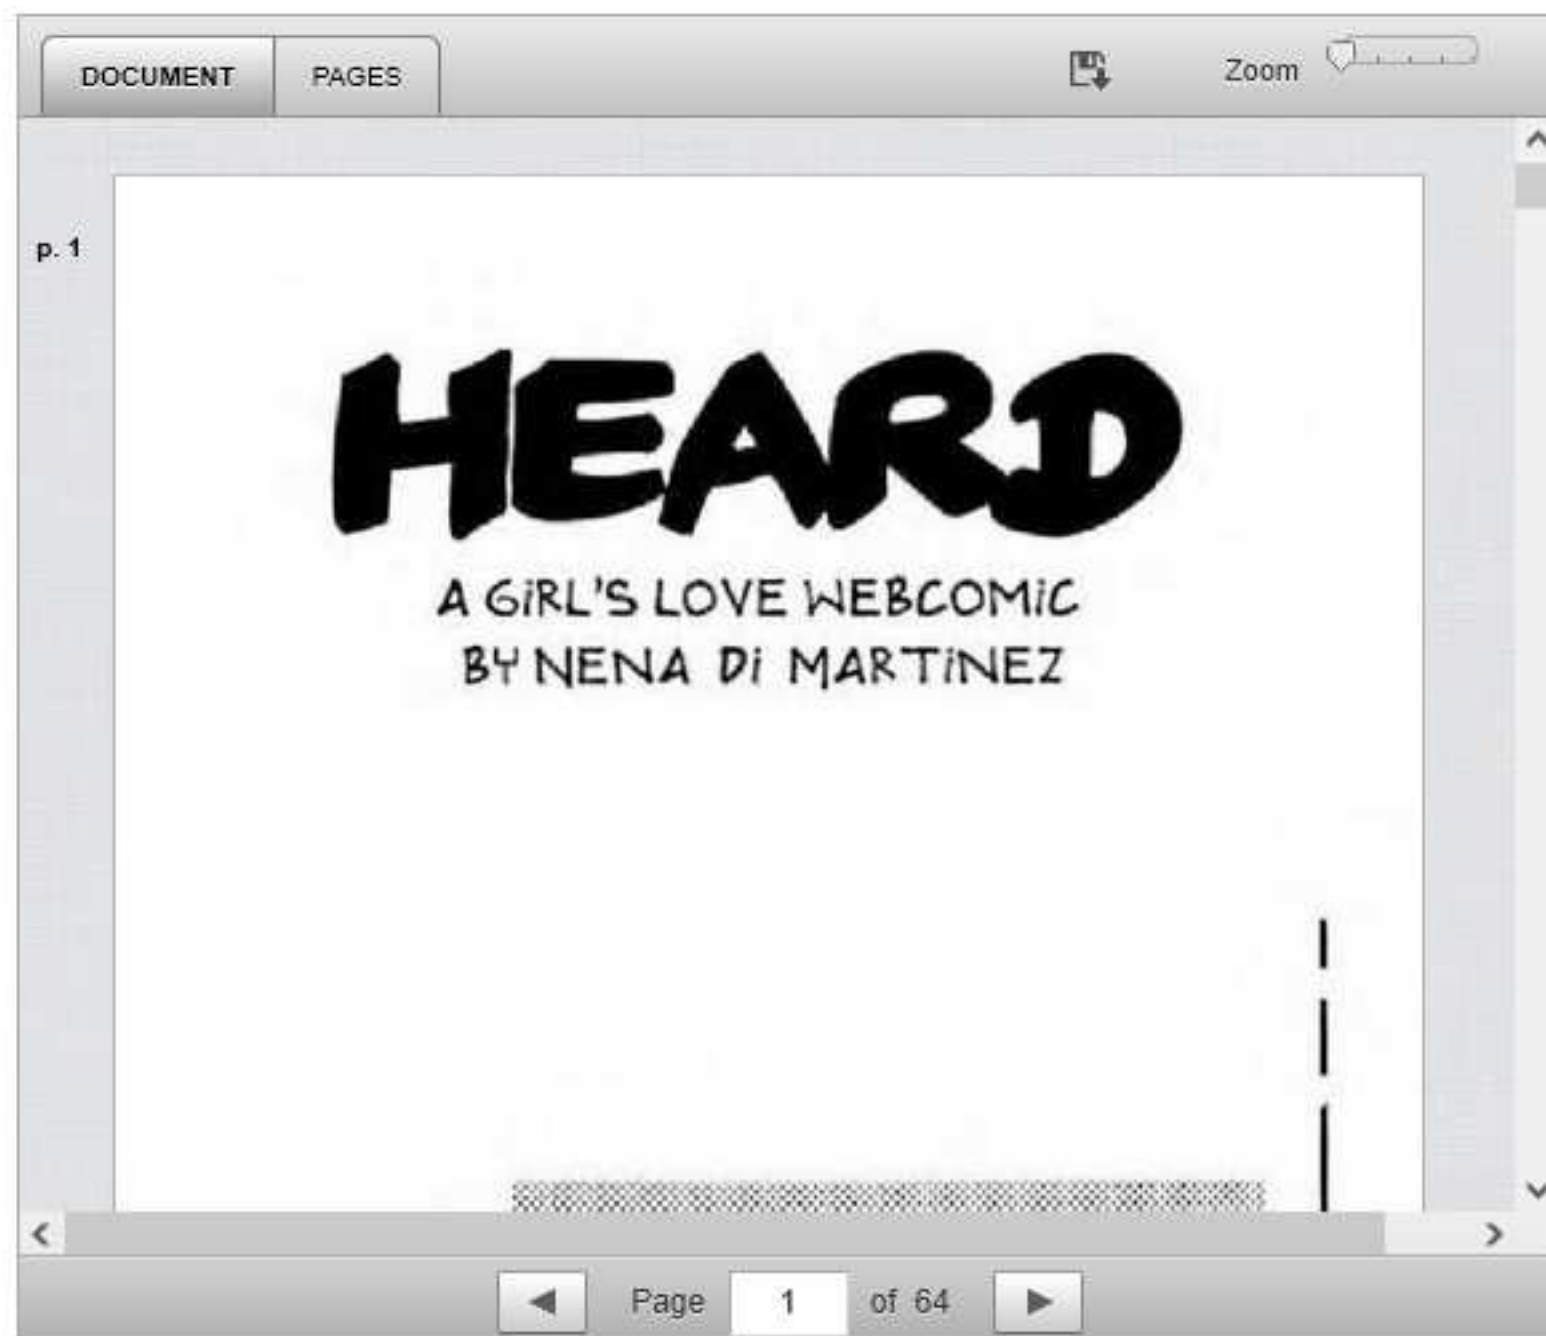 DOCUMENT PAGES Zoom
p. 1
HEARD
A GiRL'S LOVE WEBCOMiC
BY NENA Di MARTiNEZ
Page 1 of 64